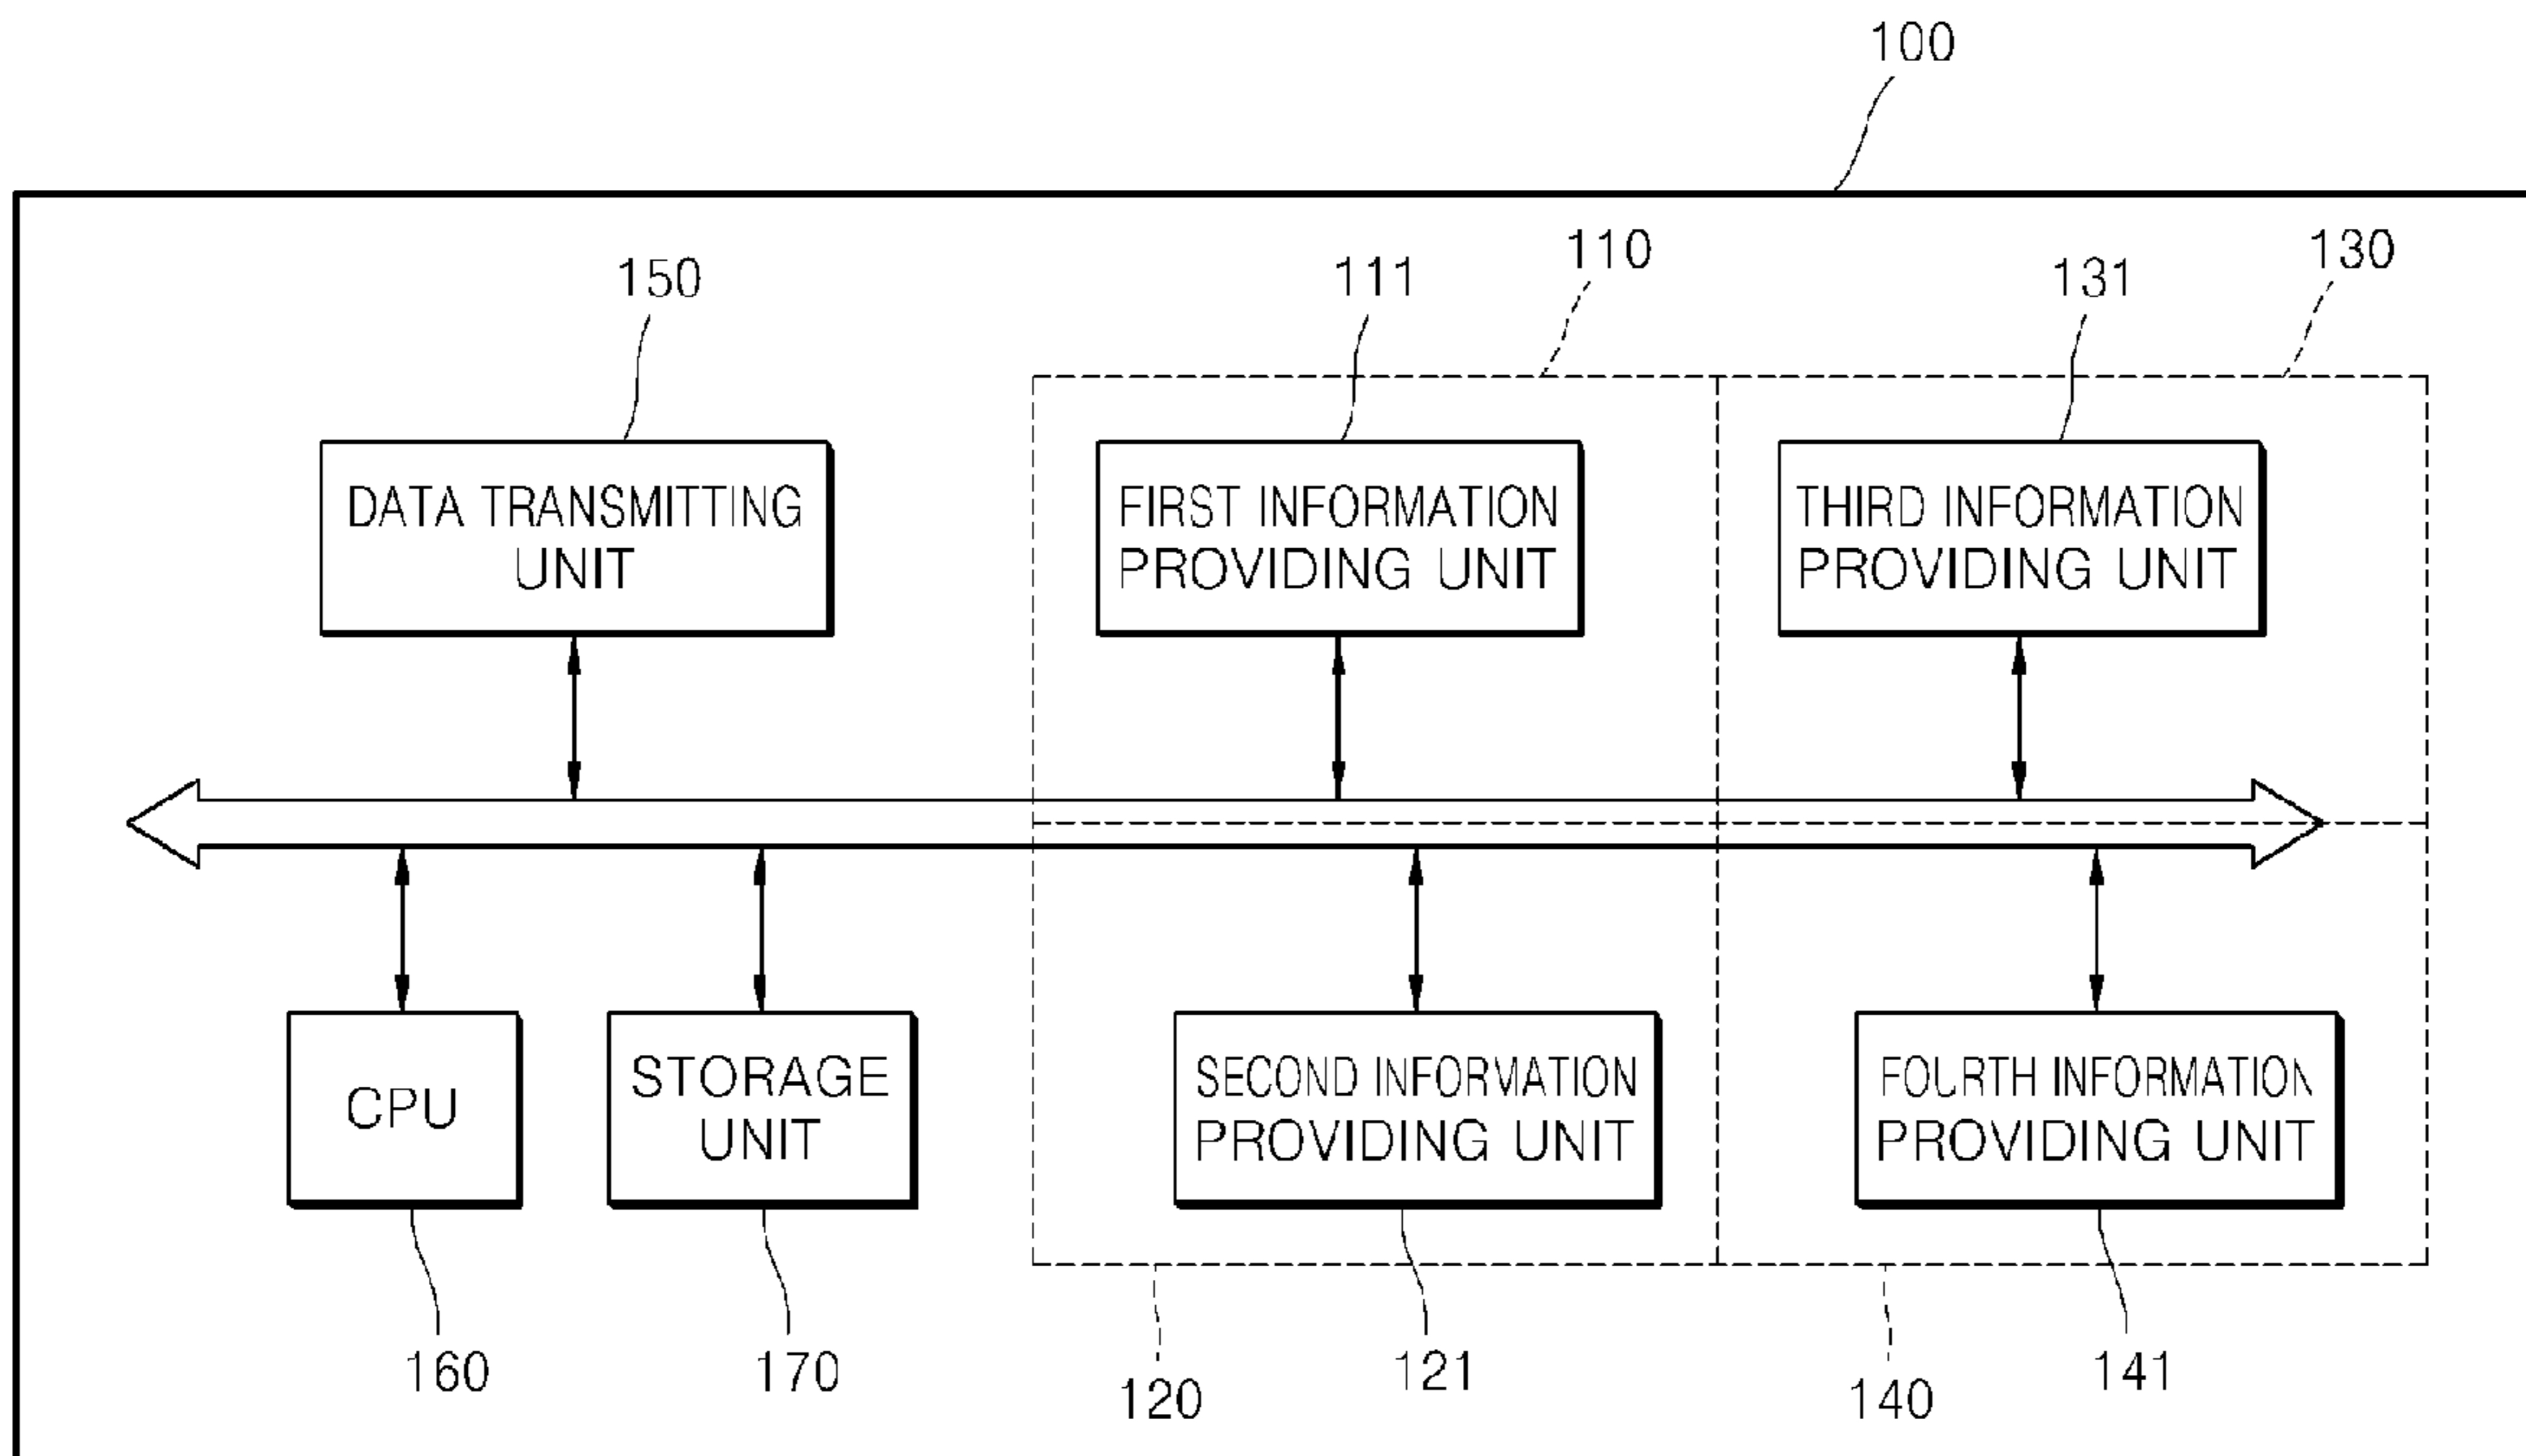 100
110
130
150
111
131
DATA TRANSMITTING
UNIT
FIRST INFORMATION
PROVIDING UNIT
THIRD INFORMATION
PROVIDING UNIT
CPU
STORAGE
UNIT
SECOND INFORMATION
PROVIDING UNIT
FOURTH INFORMATION
PROVIDING UNIT
160
170
120
121
140
141